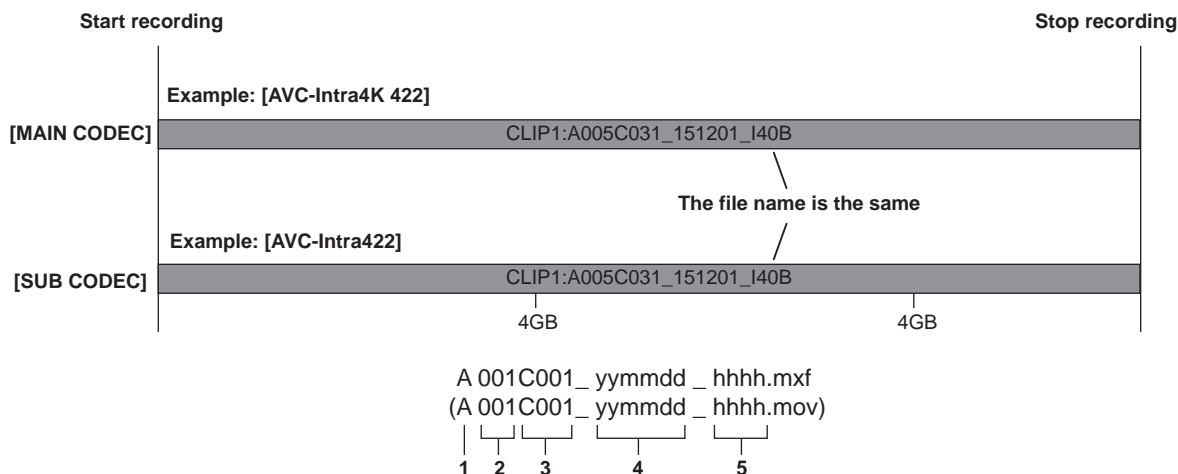 Start recording Stop recording
Example: [AVC-Intra4K 422]
[MAIN CODEC] CLIP1:A005C031_151201_I40B
The file name is the same
Example: [AVC-Intra422]
[SUB CODEC] CLIP1:A005C031_151201_I40B
4GB 4GB
A 001C001_ yymmdd _ hhhh.mxf
(A 001C001_ yymmdd _ hhhh.mov)
1 2 3 4 5